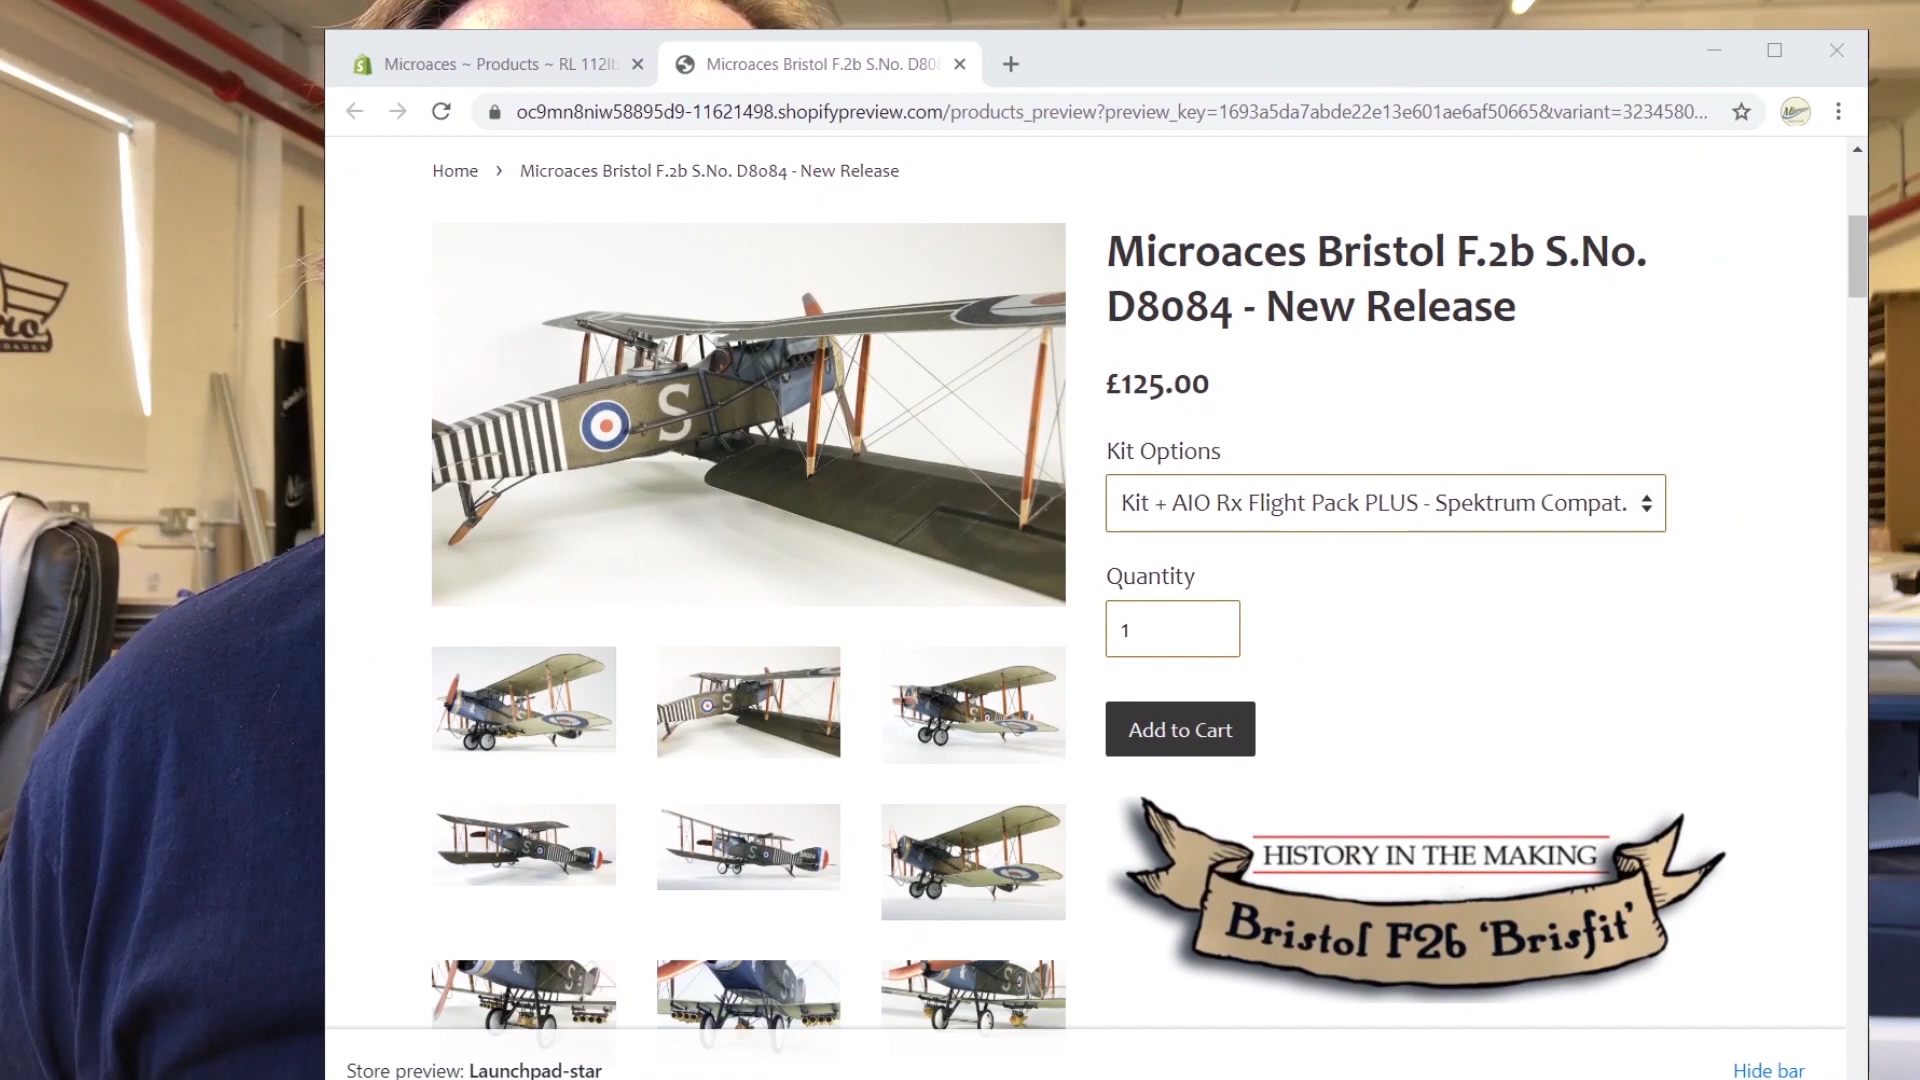 Microaces ~ Products ~ RL 112lb
Microaces Bristol F.2b S.No. D808
oc9mn8niw58895d9-11621498.shopifypreview.com/products_preview?preview_key=1693a5da7abde22e13e601ae6af50665&variant=3234580...
Home › Microaces Bristol F.2b S.No. D8084 - New Release
Microaces Bristol F.2b S.No.
D8084 - New Release
£125.00
Kit Options
Kit + AIO Rx Flight Pack PLUS - Spektrum Compat.
Quantity
1
Add to Cart
S
HISTORY IN THE MAKING
Bristol F2b 'Brisfit'
Store preview: Launchpad-star
Hide bar